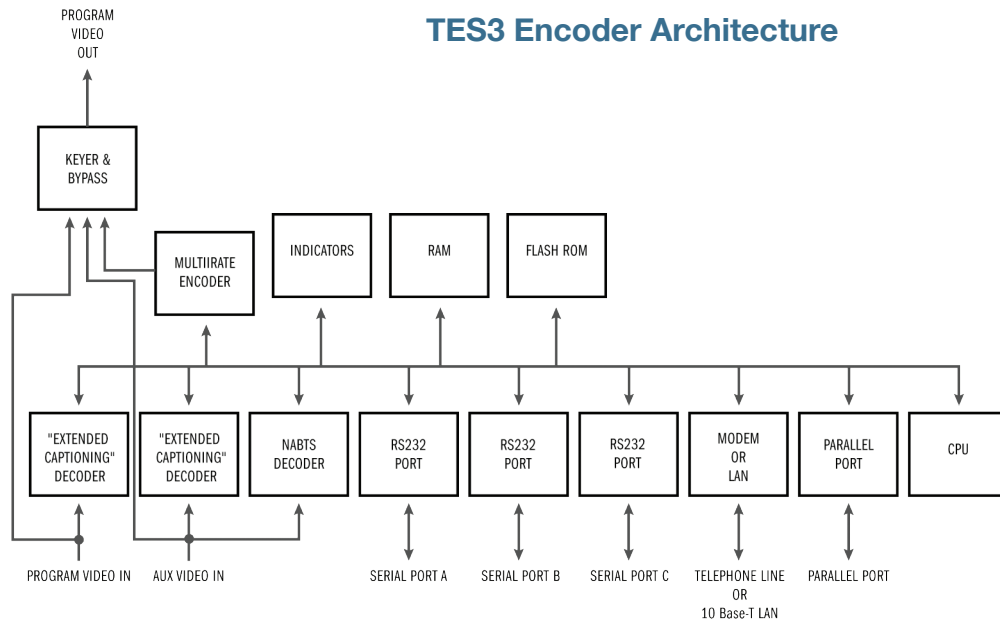 PROGRAM
VIDEO
OUT
TES3 Encoder Architecture
KEYER &
BYPASS
MULTIIRATE
ENCODER
INDICATORS
RAM
FLASH ROM
"EXTENDED
CAPTIONING"
DECODER
"EXTENDED
CAPTIONING"
DECODER
NABTS
DECODER
RS232
PORT
RS232
PORT
RS232
PORT
MODEM
OR
LAN
PARALLEL
PORT
CPU
PROGRAM VIDEO IN
AUX VIDEO IN
SERIAL PORT A
SERIAL PORT B
SERIAL PORT C
TELEPHONE LINE
OR
10 Base-T LAN
PARALLEL PORT